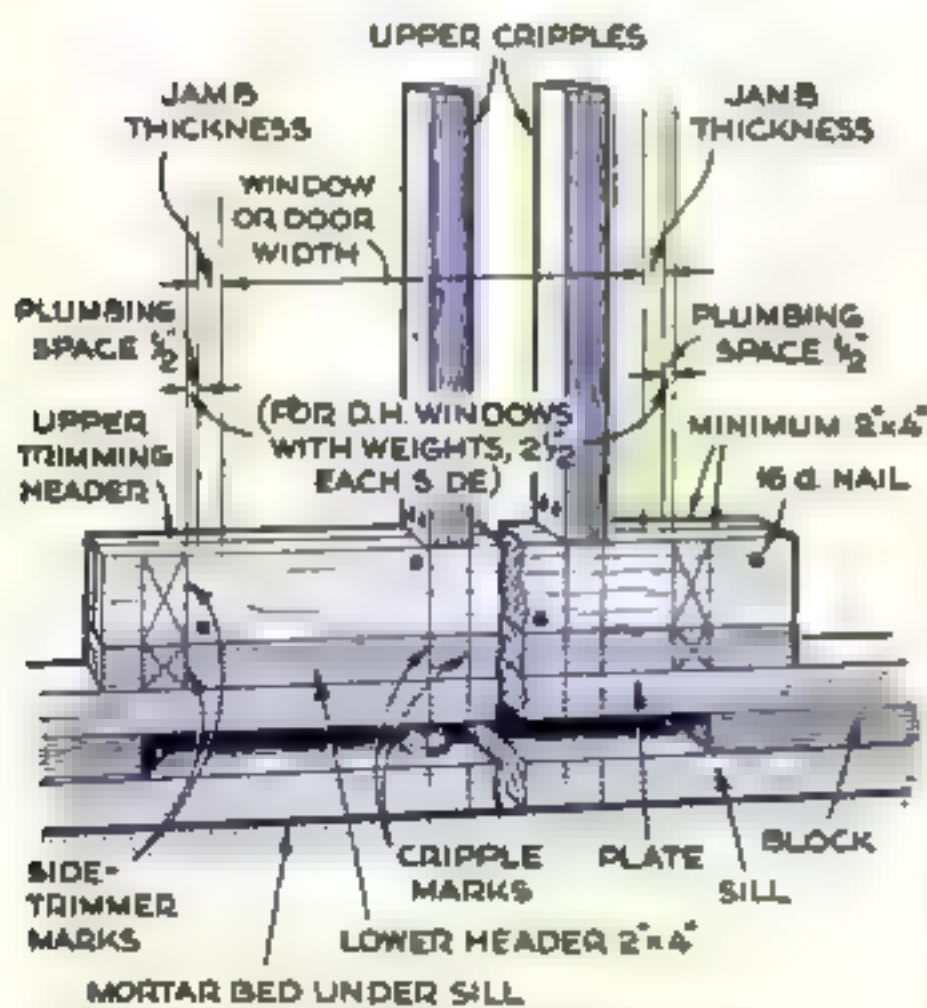 UPPER CRIPPLES
JAMB
THICKNESS
JAMB
THICKNESS
WINDOW
OR DOOR
WIDTH
PLUMBING
SPACE ½"
PLUMBING
SPACE ½"
(FOR D.H. WINDOWS
WITH WEIGHTS, 2½"
EACH S DE)
UPPER
TRIMMING
HEADER
MINIMUM 2"x4"
16 d. NAIL
SIDE-
TRIMMER
MARKS
CRIPPLE
MARKS
PLATE
BLOCK
SILL
LOWER HEADER 2"x4"
MORTAR BED UNDER SILL